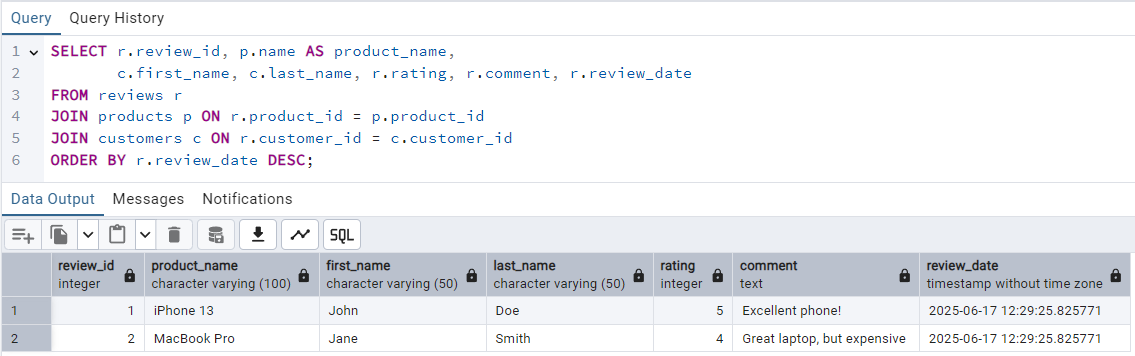 Query Query History
1 SELECT r.review_id, p.name AS product_name,
2 c.first_name, c.last_name, r.rating, r.comment, r.review_date
3 FROM reviews r
4 JOIN products p ON r.product_id = p.product_id
5 JOIN customers c ON r.customer_id = c.customer_id
6 ORDER BY r.review_date DESC;
Data Output Messages Notifications
SQL
review_id product_name first_name last_name rating comment review_date
integer character varying (100) character varying (50) character varying (50) integer text timestamp without time zone
1 1 iPhone 13 John Doe 5 Excellent phone! 2025-06-17 12:29:25.825771
2 2 MacBook Pro Jane Smith 4 Great laptop, but expensive 2025-06-17 12:29:25.825771